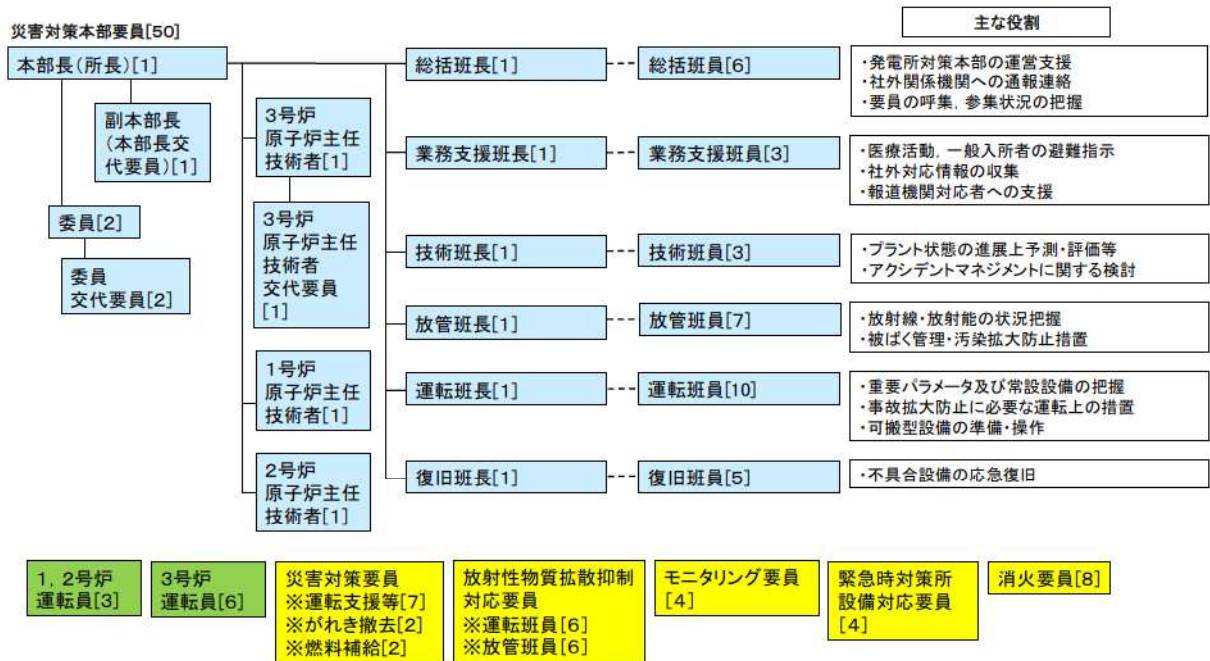 災害対策本部要員[50]
本部長(所長)[1]
副本部長
(本部長交
代要員)[1]
委員[2]
委員
交代要員[2]
3号炉
原子炉主任
技術者[1]
3号炉
原子炉主任
技術者
交代要員
[1]
1号炉
原子炉主任
技術者[1]
2号炉
原子炉主任
技術者[1]
主な役割
総括班長[1]
総括班員[6]
・発電所対策本部の運営支援
・社外関係機関への通報連絡
・要員の呼集，参集状況の把握
業務支援班長[1]
業務支援班員[3]
・医療活動，一般入所者の避難指示
・社外対応情報の収集
・報道機関対応者への支援
技術班長[1]
技術班員[3]
・プラント状態の進展上予測・評価等
・アクシデントマネジメントに関する検討
放管班長[1]
放管班員[7]
・放射線・放射能の状況把握
・被ばく管理・汚染拡大防止措置
運転班長[1]
運転班員[10]
・重要パラメータ及び常設設備の把握
・事故拡大防止に必要な運転上の措置
・可搬型設備の準備・操作
復旧班長[1]
復旧班員[5]
・不具合設備の応急復旧
1，2号炉
運転員[3]
3号炉
運転員[6]
災害対策要員
※運転支援等[7]
※がれき撤去[2]
※燃料補給[2]
放射性物質拡散抑制
対応要員
※運転班員[6]
※放管班員[6]
モニタリング要員
[4]
緊急時対策所
設備対応要員
[4]
消火要員[8]